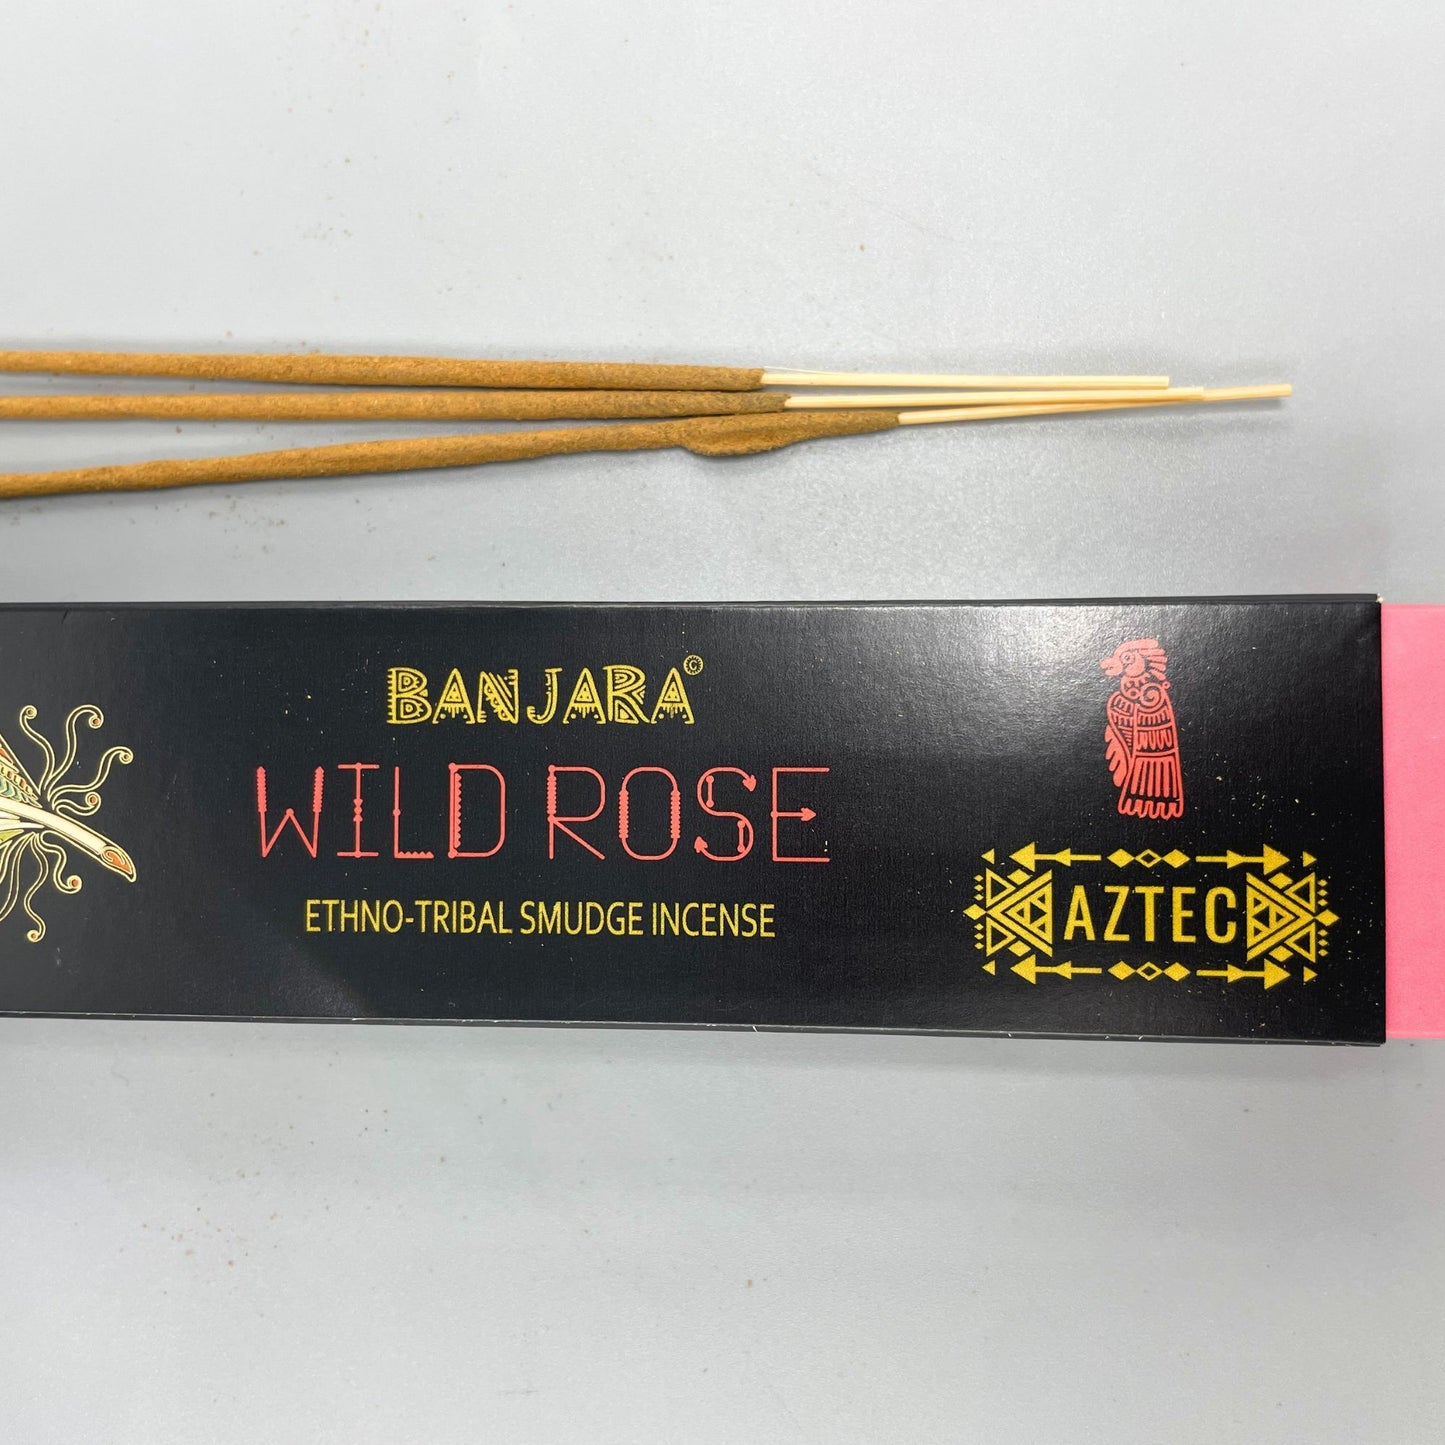 BANJARA©
WILD ROSE
ETHNO-TRIBAL SMUDGE INCENSE
AZTEC